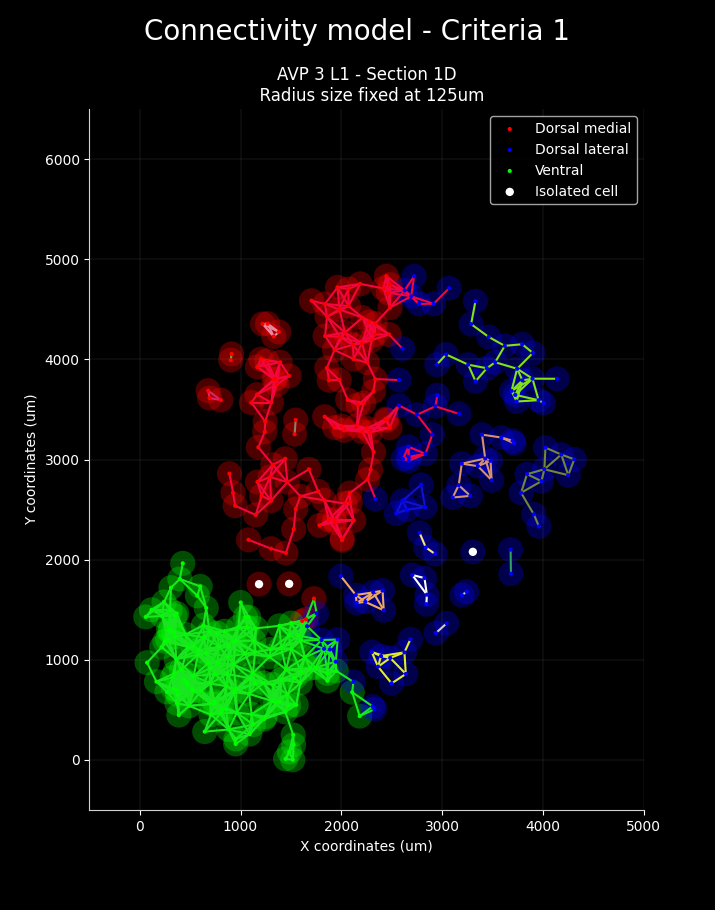 Connectivity model - Criteria 1
AVP 3 L1 - Section 1D
Radius size fixed at 125um
Dorsal medial
Dorsal lateral
Ventral
Isolated cell
6000
5000
4000
3000
2000
1000
0
Y coordinates (um)
0 1000 2000 3000 4000 5000
X coordinates (um)